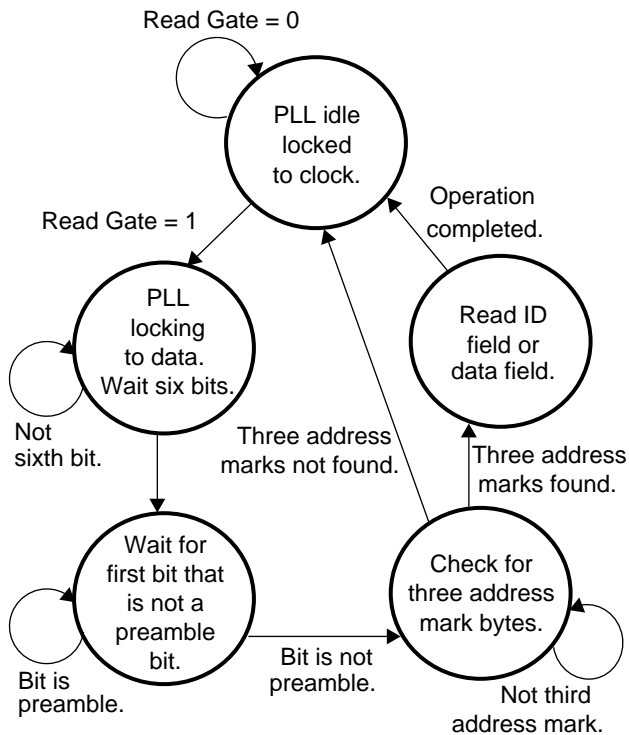 Read Gate = 0
PLL idle
locked
to clock.
Operation
completed.
Read Gate = 1
PLL
locking
to data.
Wait six bits.
Read ID
field or
data field.
Not
sixth bit.
Three address
marks not found.
Three address
marks found.
Wait for
first bit that
is not a
preamble
bit.
Check for
three address
mark bytes.
Bit is
preamble.
Bit is not
preamble.
Not third
address mark.